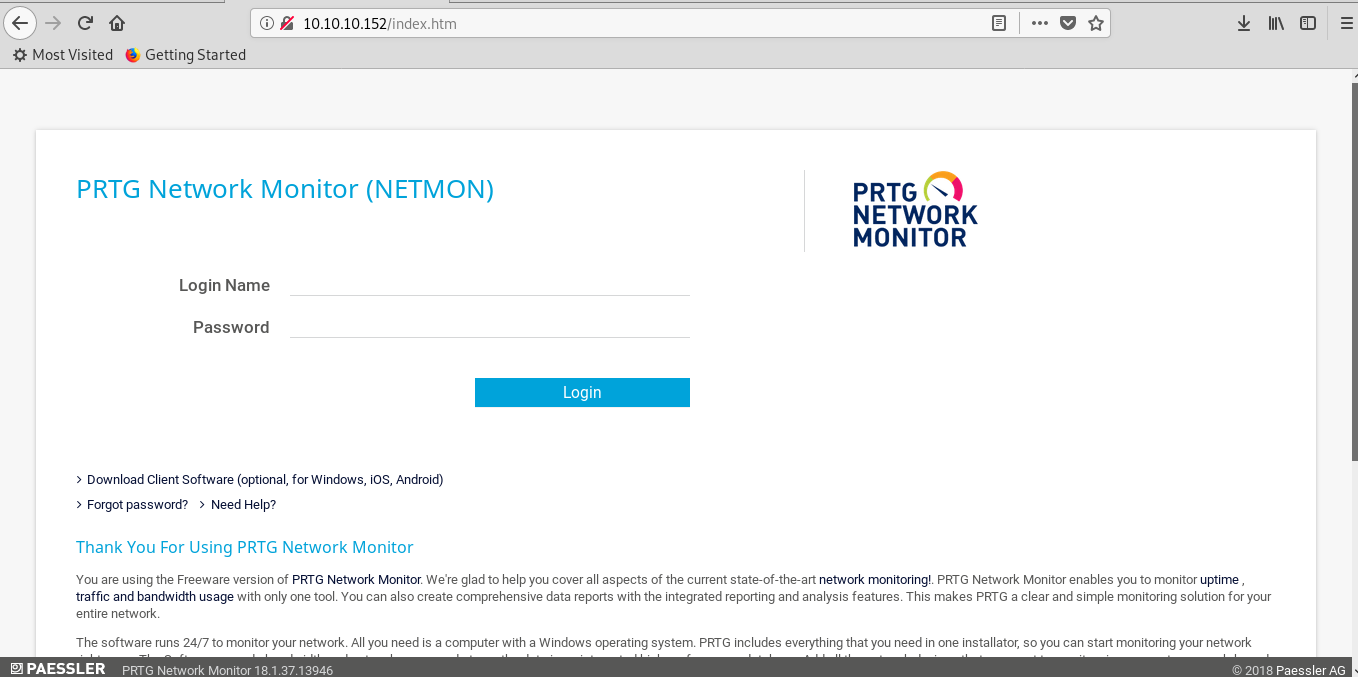 10.10.10.152/index.htm
Most Visited Getting Started
PRTG Network Monitor (NETMON)
PRTG
NETWORK
MONITOR
Login Name
Password
Login
Download Client Software (optional, for Windows, iOS, Android)
Forgot password? Need Help?
Thank You For Using PRTG Network Monitor
You are using the Freeware version of PRTG Network Monitor. We're glad to help you cover all aspects of the current state-of-the-art network monitoring!. PRTG Network Monitor enables you to monitor uptime ,
traffic and bandwidth usage with only one tool. You can also create comprehensive data reports with the integrated reporting and analysis features. This makes PRTG a clear and simple monitoring solution for your
entire network.
The software runs 24/7 to monitor your network. All you need is a computer with a Windows operating system. PRTG includes everything that you need in one installator, so you can start monitoring your network
PAESSLER PRTG Network Monitor 18.1.37.13946 © 2018 Paessler AG